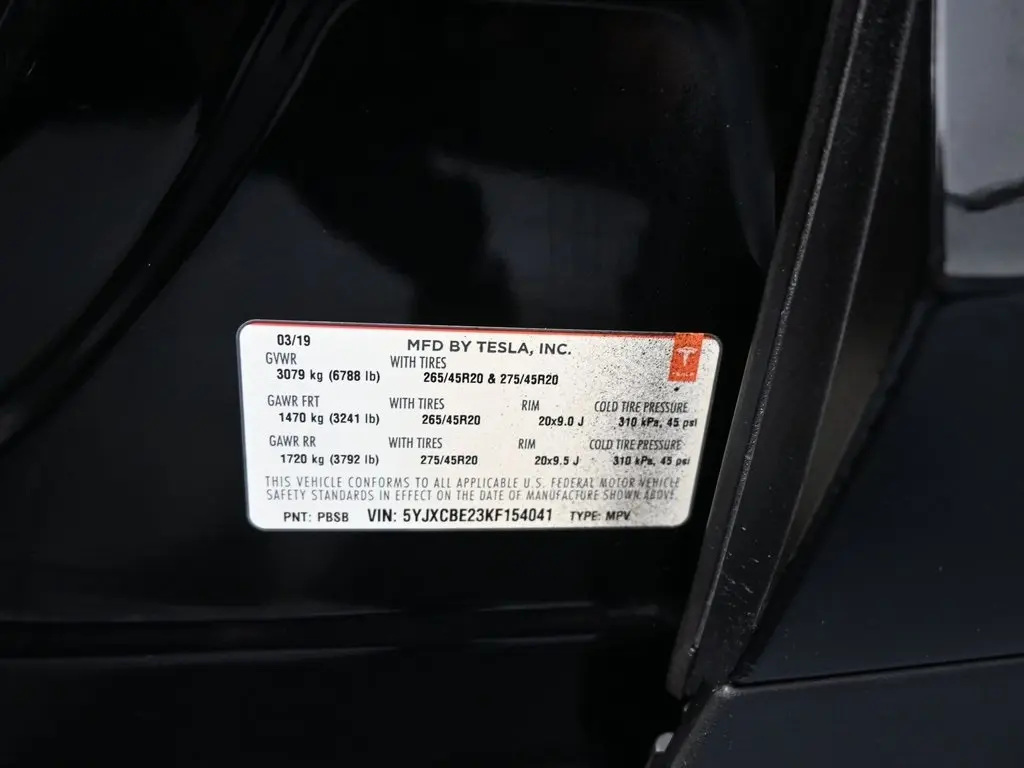 03/19 MFD BY TESLA, INC.
GVWR WITH TIRES
3079 kg (6788 lb) 265/45R20 & 275/45R20
TESLA
GAWR FRT WITH TIRES RIM COLD TIRE PRESSURE
1470 kg (3241 lb) 265/45R20 20x9.0 J 310 kPa, 45 psi
GAWR RR WITH TIRES RIM COLD TIRE PRESSURE
1720 kg (3792 lb) 275/45R20 20x9.5 J 310 kPa, 45 psi
THIS VEHICLE CONFORMS TO ALL APPLICABLE U.S. FEDERAL MOTOR VEHICLE
SAFETY STANDARDS IN EFFECT ON THE DATE OF MANUFACTURE SHOWN ABOVE.
PNT: PBSB VIN: 5YJXCBE23KF154041 TYPE: MPV